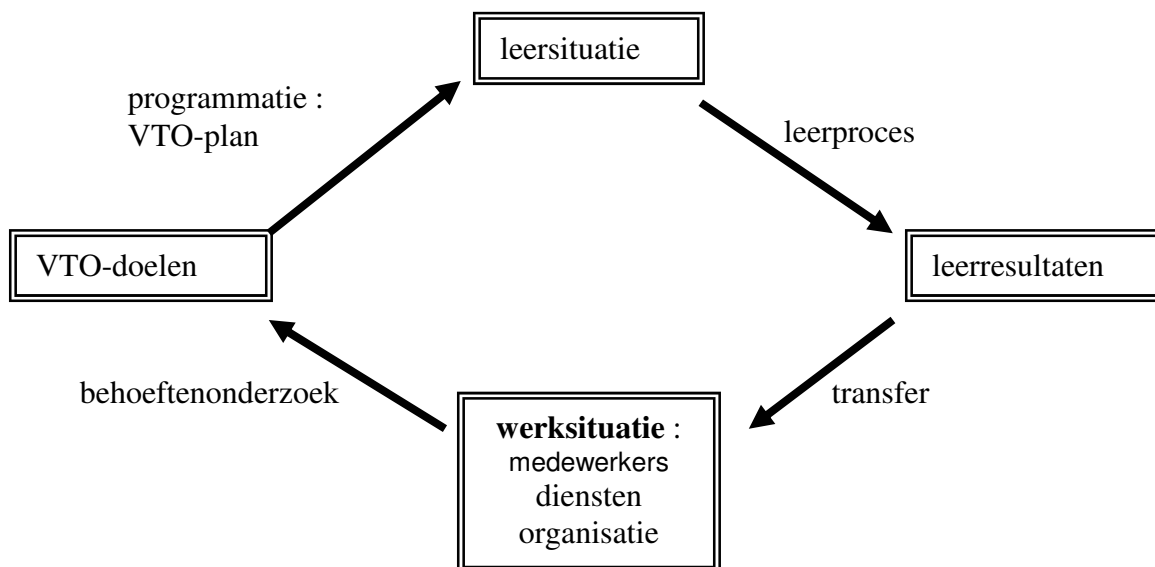 leersituatie
programmatie :
VTO-plan
leerproces
VTO-doelen
leerresultaten
behoeftenonderzoek
transfer
werksituatie :
medewerkers
diensten
organisatie